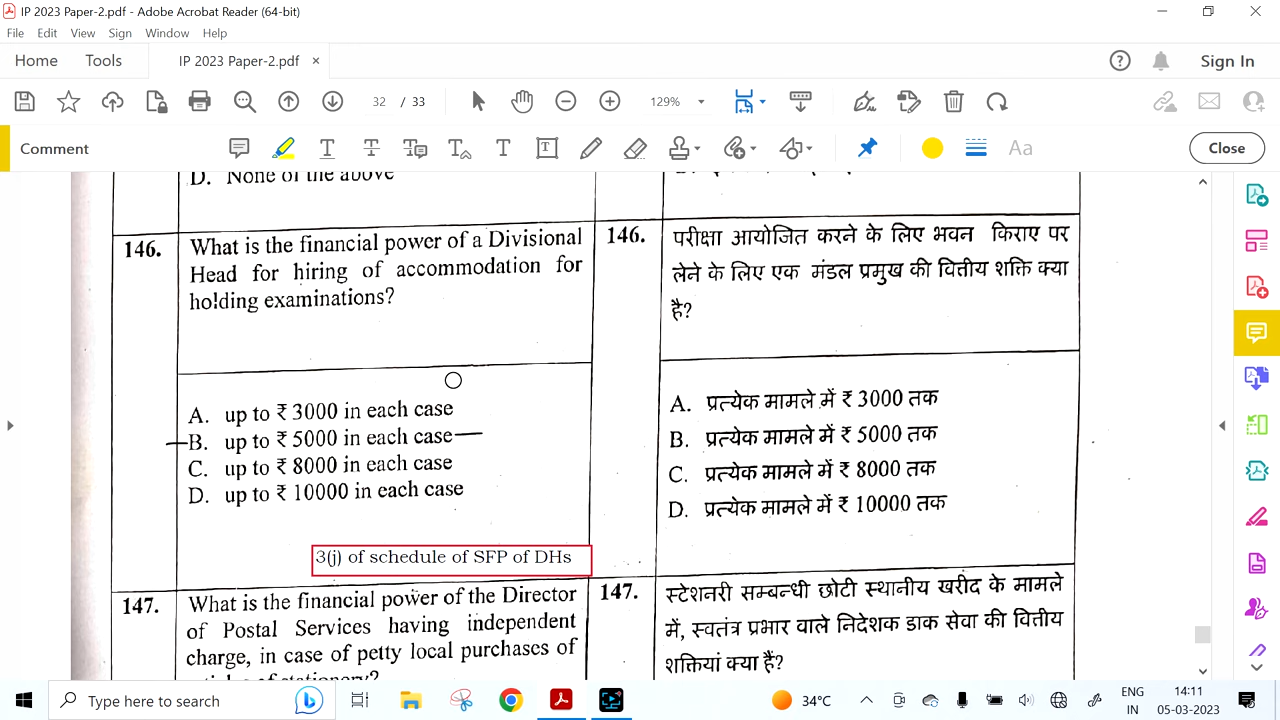 IP 2023 Paper-2.pdf - Adobe Acrobat Reader (64-bit)
File Edit View Sign Window Help
Home Tools IP 2023 Paper-2.pdf × Sign In
32 / 33 129%
Comment Aa Close
D. None of the above
146. What is the financial power of a Divisional
Head for hiring of accommodation for
holding examinations?
A. up to ₹ 3000 in each case
B. up to ₹ 5000 in each case
C. up to ₹ 8000 in each case
D. up to ₹ 10000 in each case
3(j) of schedule of SFP of DHs
147. What is the financial power of the Director
of Postal Services having independent
charge, in case of petty local purchases of
146. परीक्षा आयोजित करने के लिए भवन किराए पर
लेने के लिए एक मंडल प्रमुख की वित्तीय शक्ति क्या
है?
A. प्रत्येक मामले में ₹ 3000 तक
B. प्रत्येक मामले में ₹ 5000 तक
C. प्रत्येक मामले में ₹ 8000 तक
D. प्रत्येक मामले में ₹ 10000 तक
147. स्टेशनरी सम्बन्धी छोटी स्थानीय खरीद के मामले
में, स्वतंत्र प्रभार वाले निदेशक डाक सेवा की वित्तीय
शक्तियां क्या हैं?
Type here to search
34°C
ENG
IN
14:11
05-03-2023